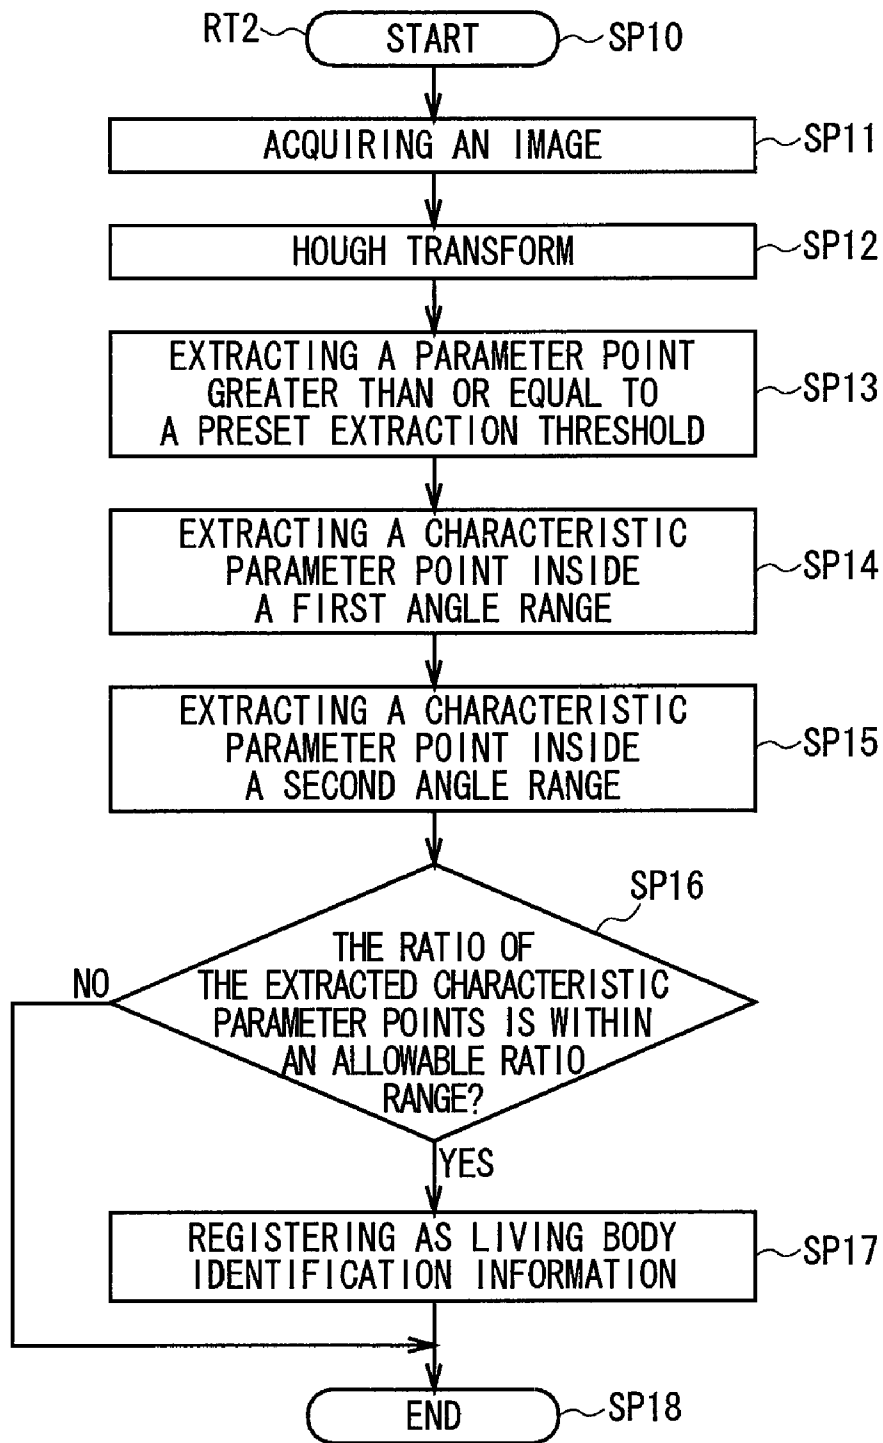 RT2
START
SP10
ACQUIRING AN IMAGE
SP11
HOUGH TRANSFORM
SP12
EXTRACTING A PARAMETER POINT
GREATER THAN OR EQUAL TO
A PRESET EXTRACTION THRESHOLD
SP13
EXTRACTING A CHARACTERISTIC
PARAMETER POINT INSIDE
A FIRST ANGLE RANGE
SP14
EXTRACTING A CHARACTERISTIC
PARAMETER POINT INSIDE
A SECOND ANGLE RANGE
SP15
SP16
THE RATIO OF
THE EXTRACTED CHARACTERISTIC
PARAMETER POINTS IS WITHIN
AN ALLOWABLE RATIO
RANGE?
NO
YES
REGISTERING AS LIVING BODY
IDENTIFICATION INFORMATION
SP17
END
SP18